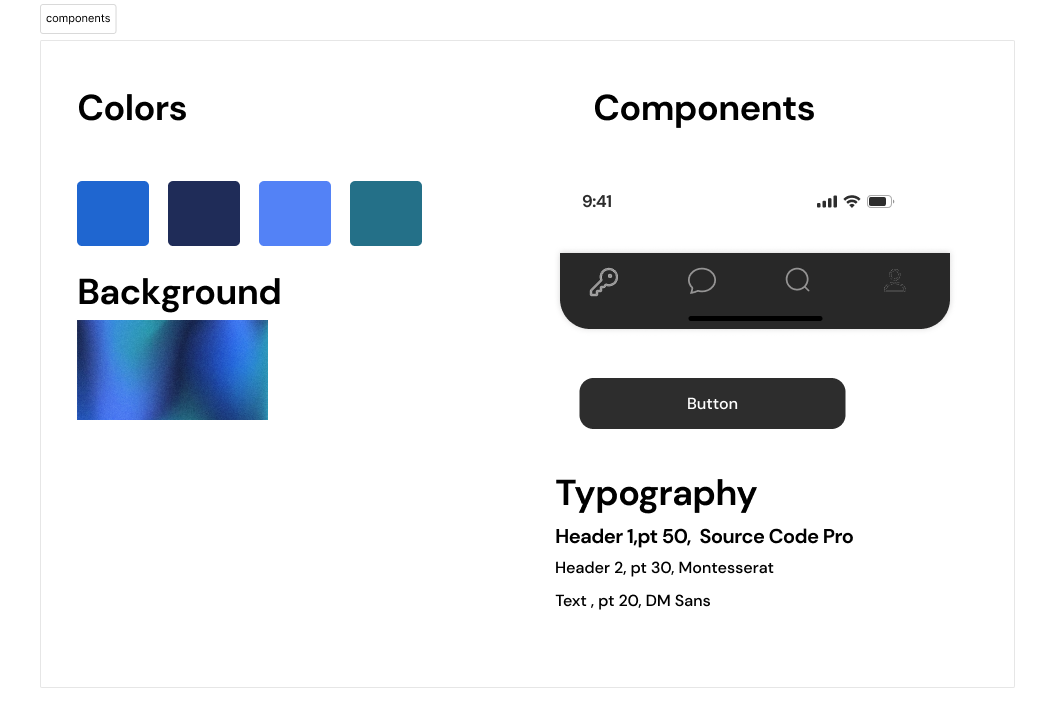 components
Colors
Components
9:41
Background
Button
Typography
Header 1,pt 50,  Source Code Pro
Header 2, pt 30, Montesserat
Text , pt 20, DM Sans